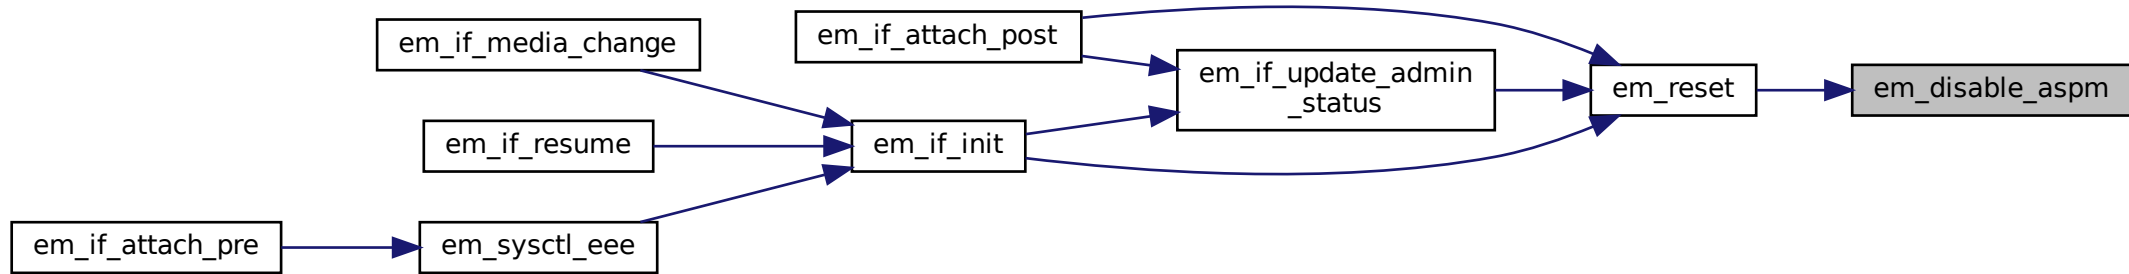 em_if_attach_post
em_if_media_change
em_if_update_admin
_status
em_reset
em_disable_aspm
em_if_resume
em_if_init
em_if_attach_pre
em_sysctl_eee